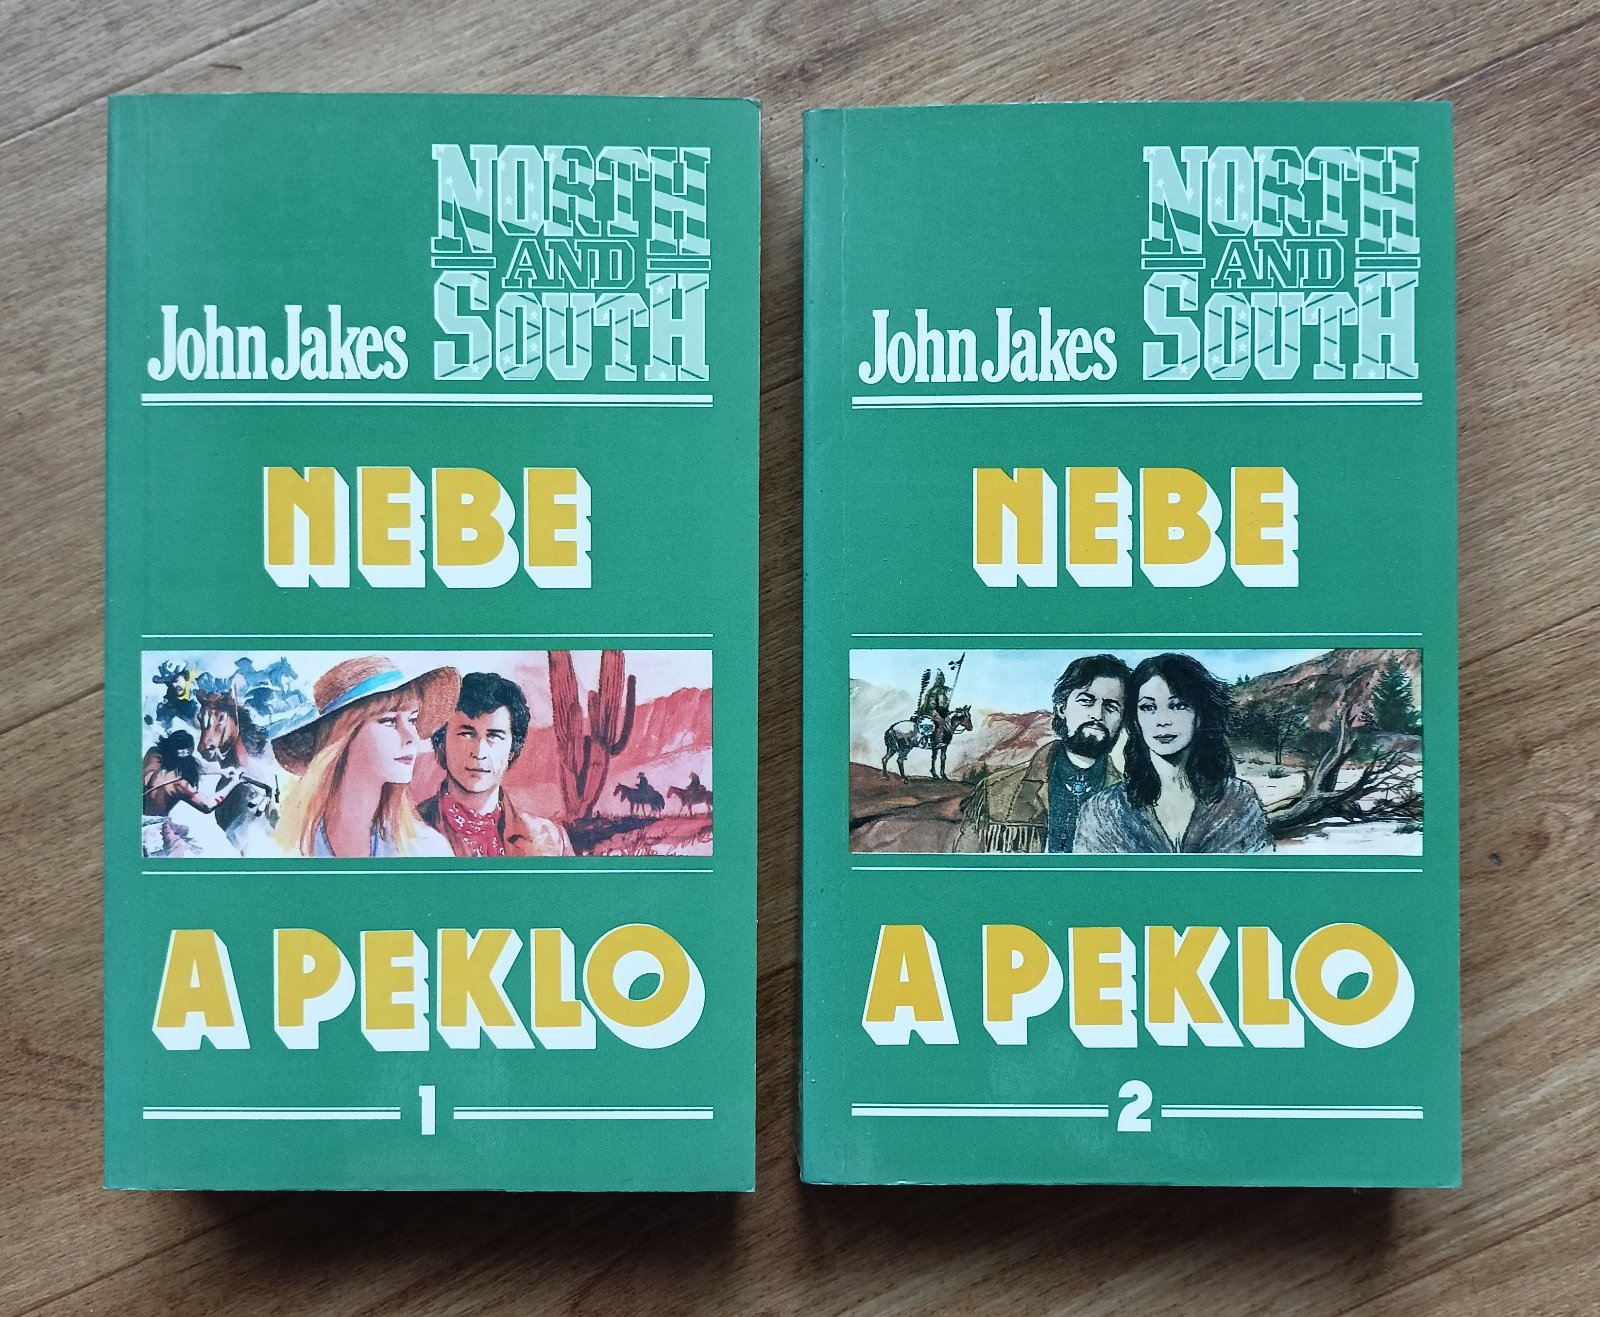 NORTH
AND
SOUTH
John Jakes
NEBE
A PEKLO
1
NORTH
AND
SOUTH
John Jakes
NEBE
A PEKLO
2